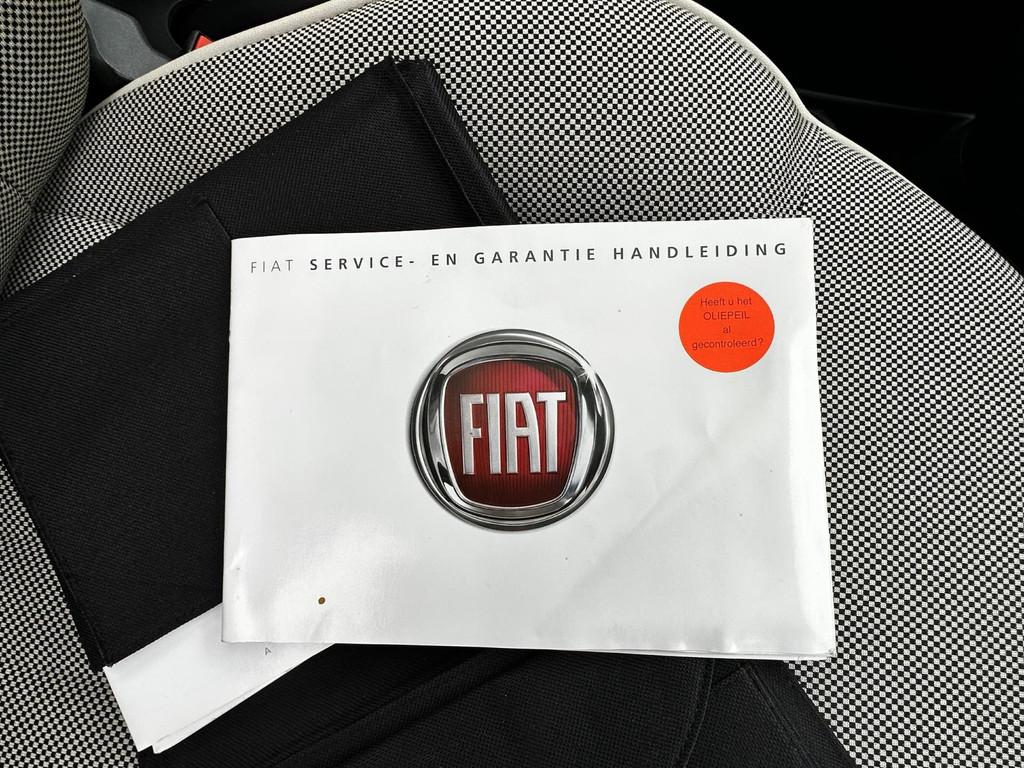 FIAT SERVICE- EN GARANTIE HANDLEIDING
Heeft u het
OLIEPEIL
al
gecontroleerd?
FIAT
A